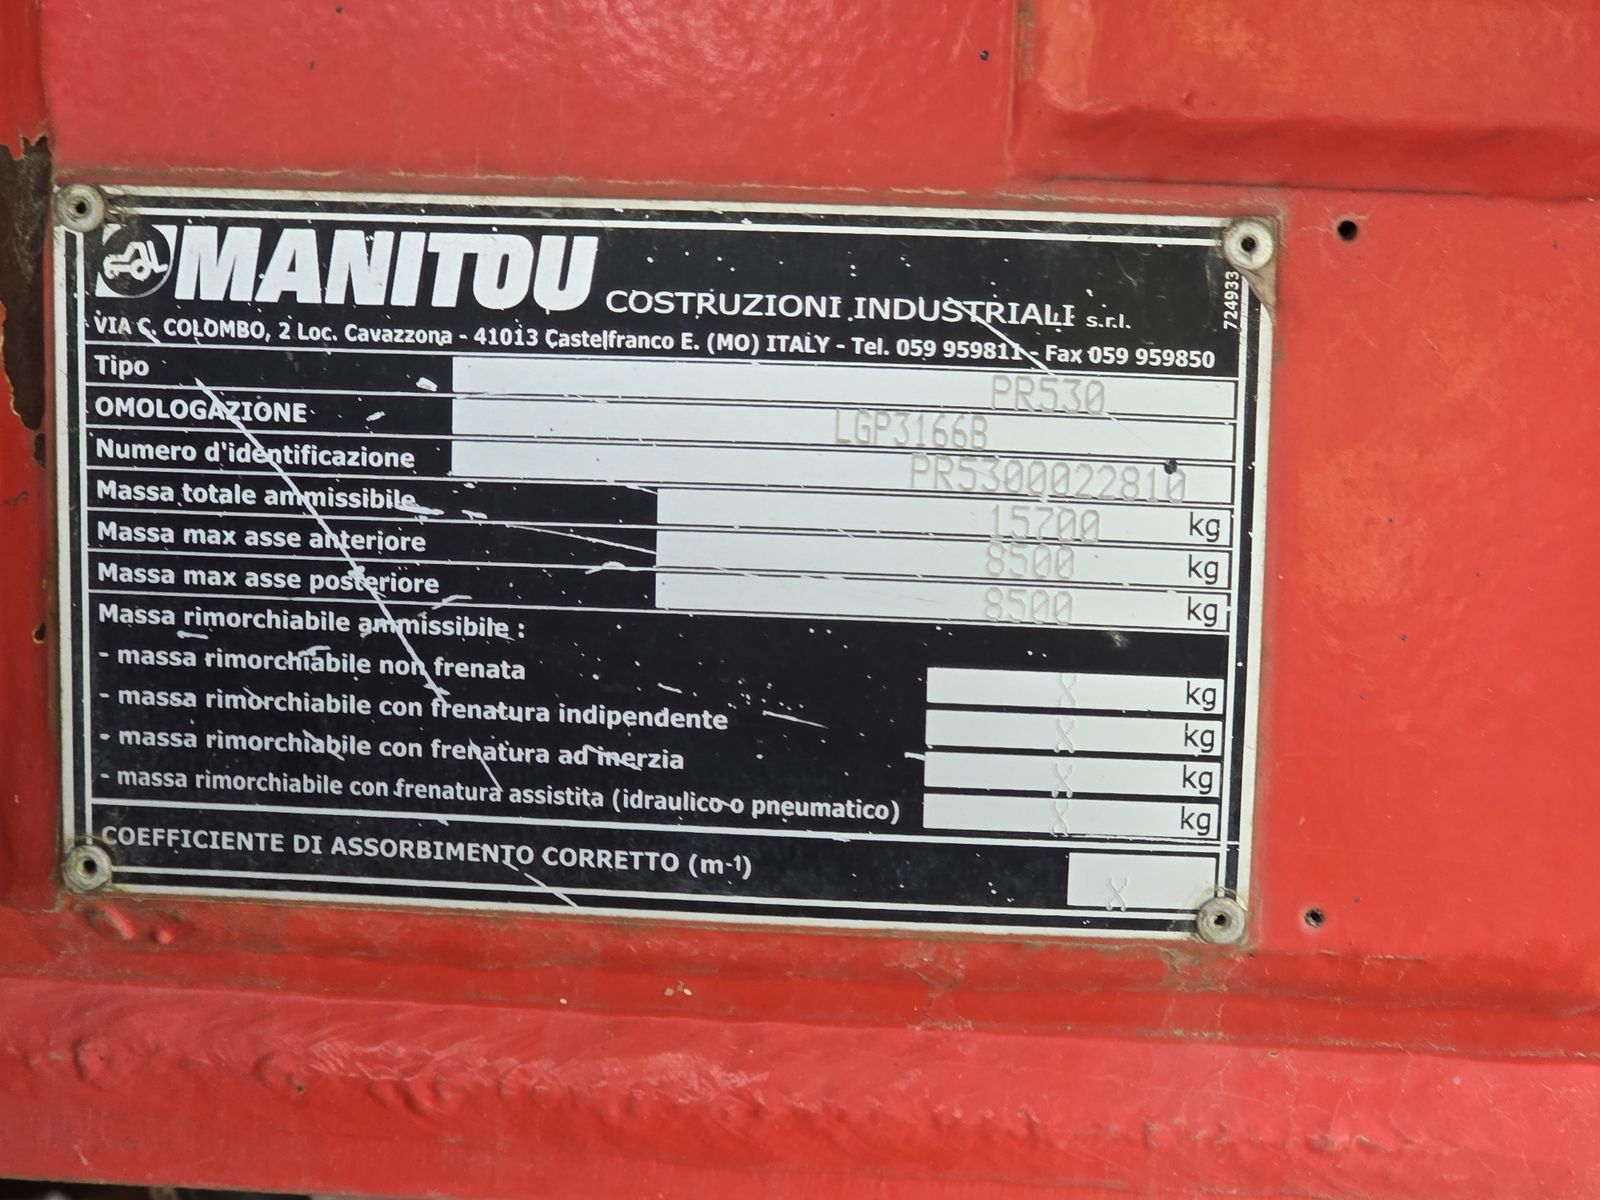 MANITOU COSTRUZIONI INDUSTRIALI s.r.l.
724933
VIA C. COLOMBO, 2 Loc. Cavazzona - 41013 Castelfranco E. (MO) ITALY - Tel. 059 959811 - Fax 059 959850
Tipo PR530
OMOLOGAZIONE LGP3166B
Numero d'identificazione PR5300022810
Massa totale ammissibile 15700 kg
Massa max asse anteriore 8500 kg
Massa max asse posteriore 8500 kg
Massa rimorchiabile ammissibile :
- massa rimorchiabile non frenata X kg
- massa rimorchiabile con frenatura indipendente X kg
- massa rimorchiabile con frenatura ad inerzia X kg
- massa rimorchiabile con frenatura assistita (idraulico o pneumatico) X kg
COEFFICIENTE DI ASSORBIMENTO CORRETTO (m-¹) X